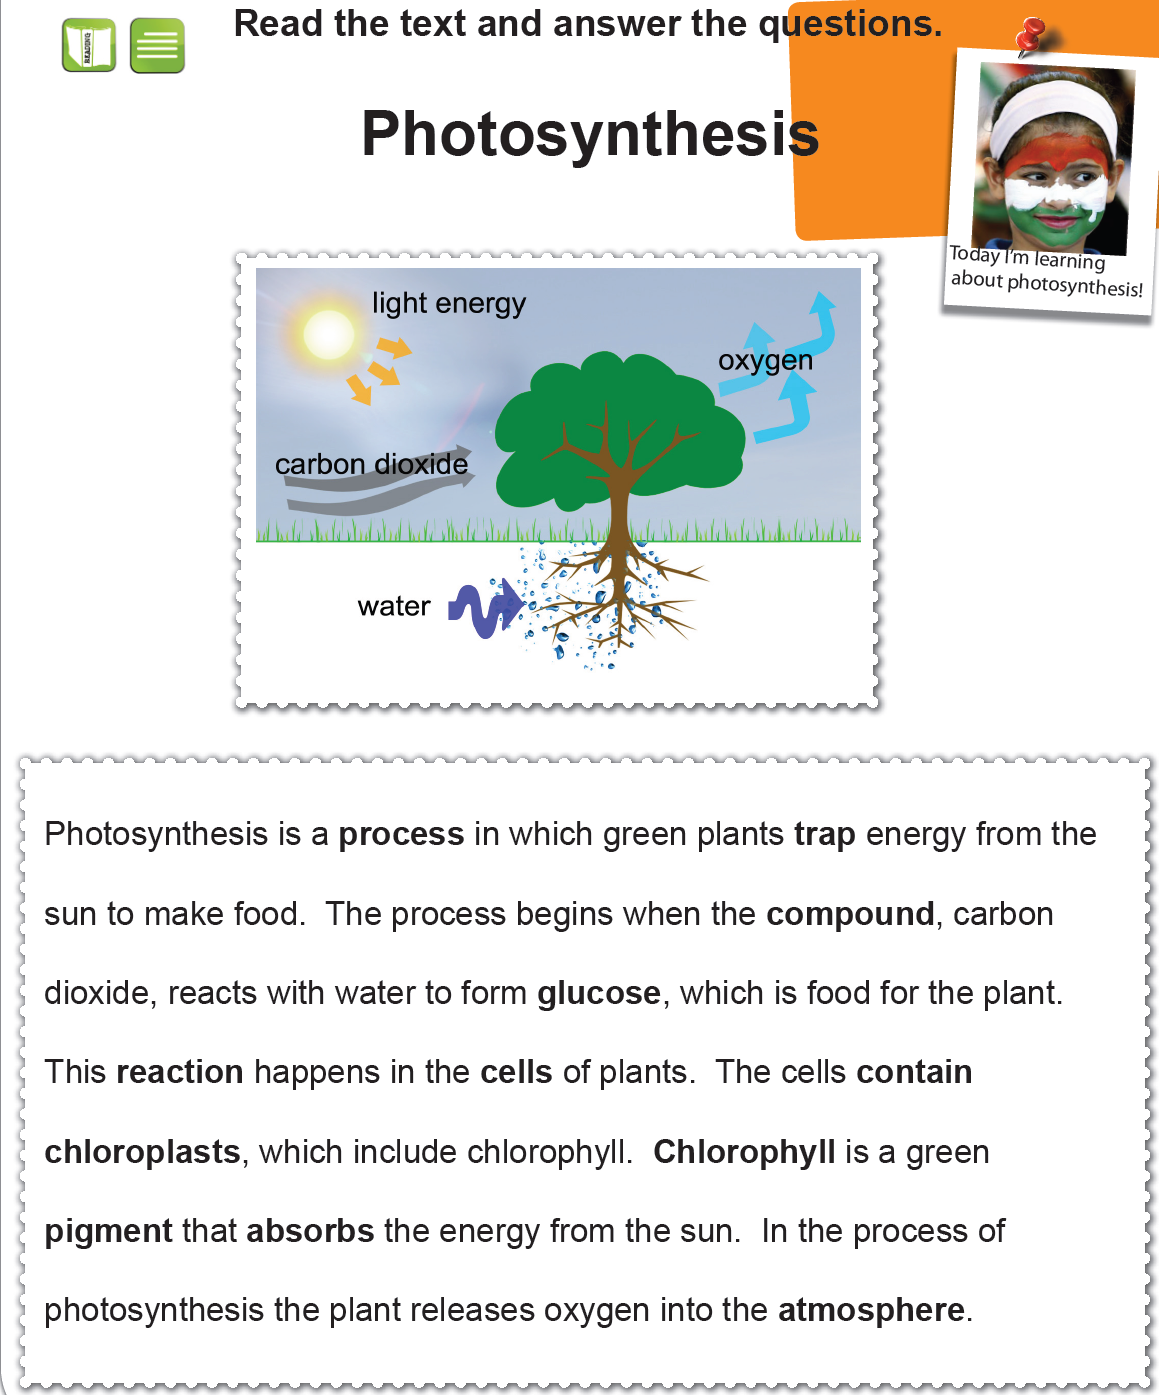 Read the text and answer the questions.
READING
Photosynthesis
Today I'm learning
about photosynthesis!
light energy
oxygen
carbon dioxide
water
Photosynthesis is a process in which green plants trap energy from the
sun to make food. The process begins when the compound, carbon
dioxide, reacts with water to form glucose, which is food for the plant.
This reaction happens in the cells of plants. The cells contain
chloroplasts, which include chlorophyll. Chlorophyll is a green
pigment that absorbs the energy from the sun. In the process of
photosynthesis the plant releases oxygen into the atmosphere.